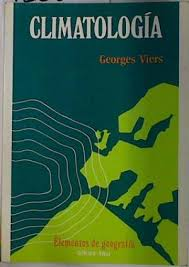 CLIMATOLOGÍA
Georges Viers
Elementos de geografía